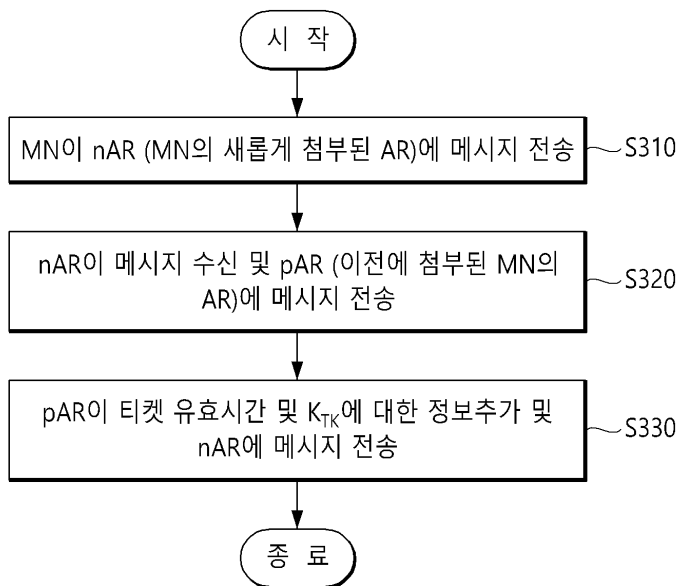 시 작
MN이 nAR (MN의 새롭게 첨부된 AR)에 메시지 전송
S310
nAR이 메시지 수신 및 pAR (이전에 첨부된 MN의
AR)에 메시지 전송
S320
pAR이 티켓 유효시간 및 K_TK에 대한 정보추가 및
nAR에 메시지 전송
S330
종 료